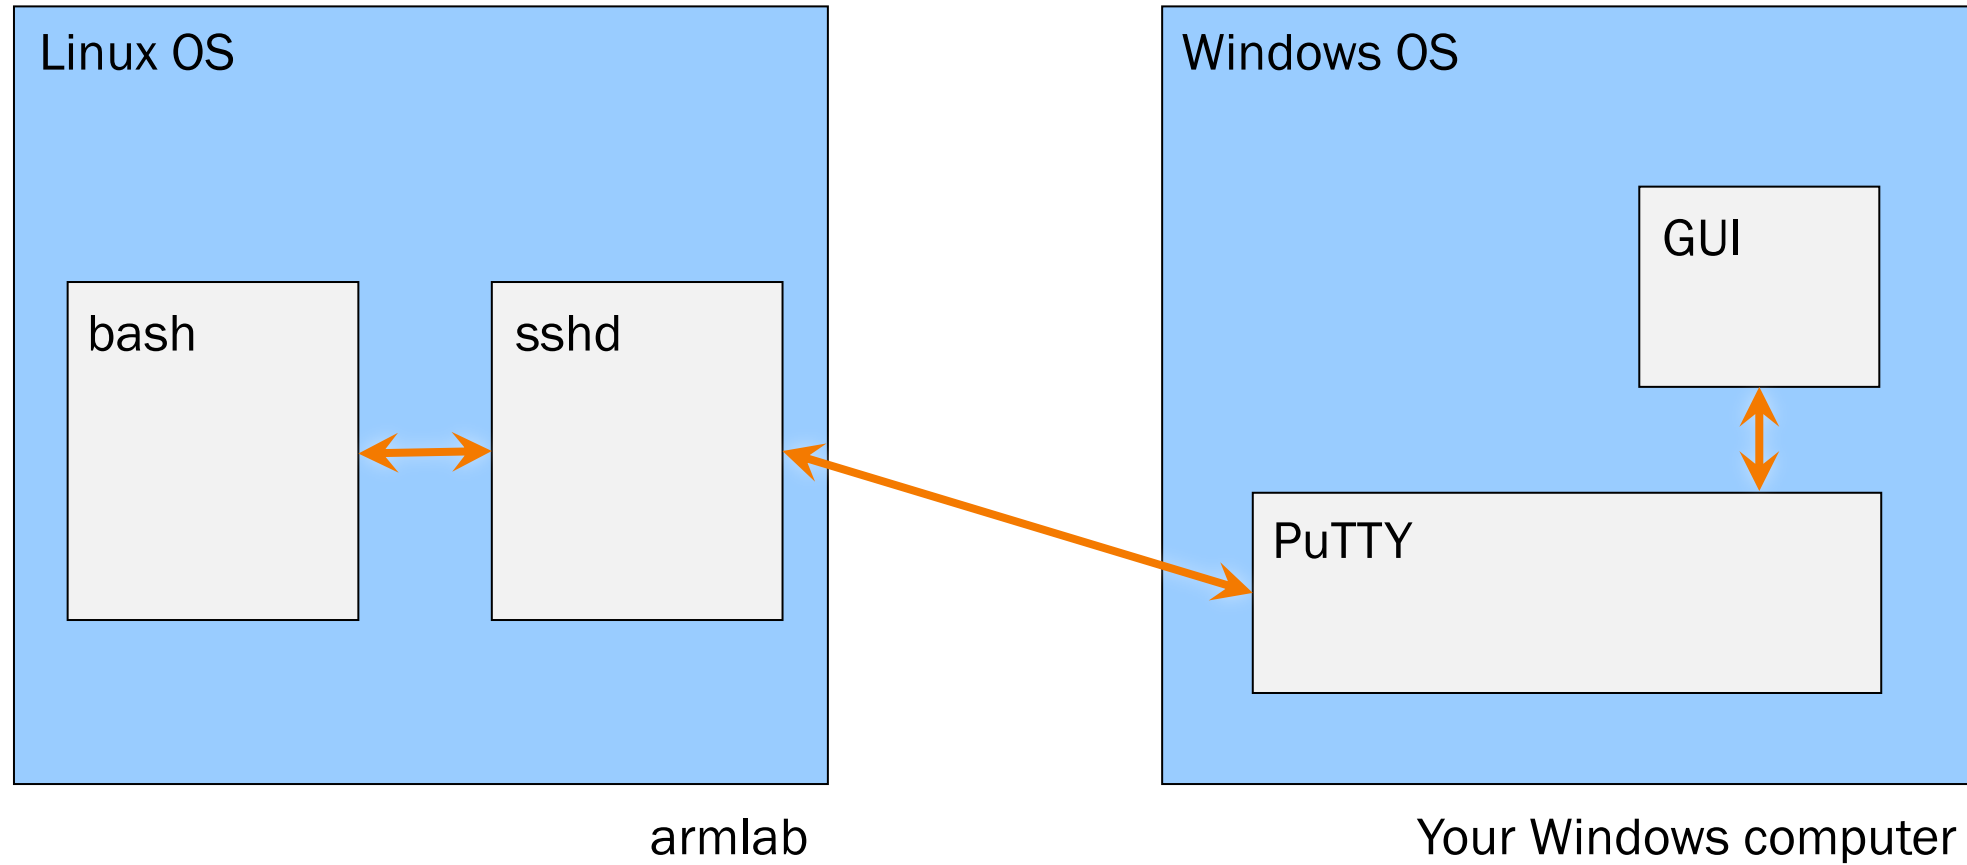 Linux OS
bash
sshd
armlab
Windows OS
GUI
PuTTY
Your Windows computer